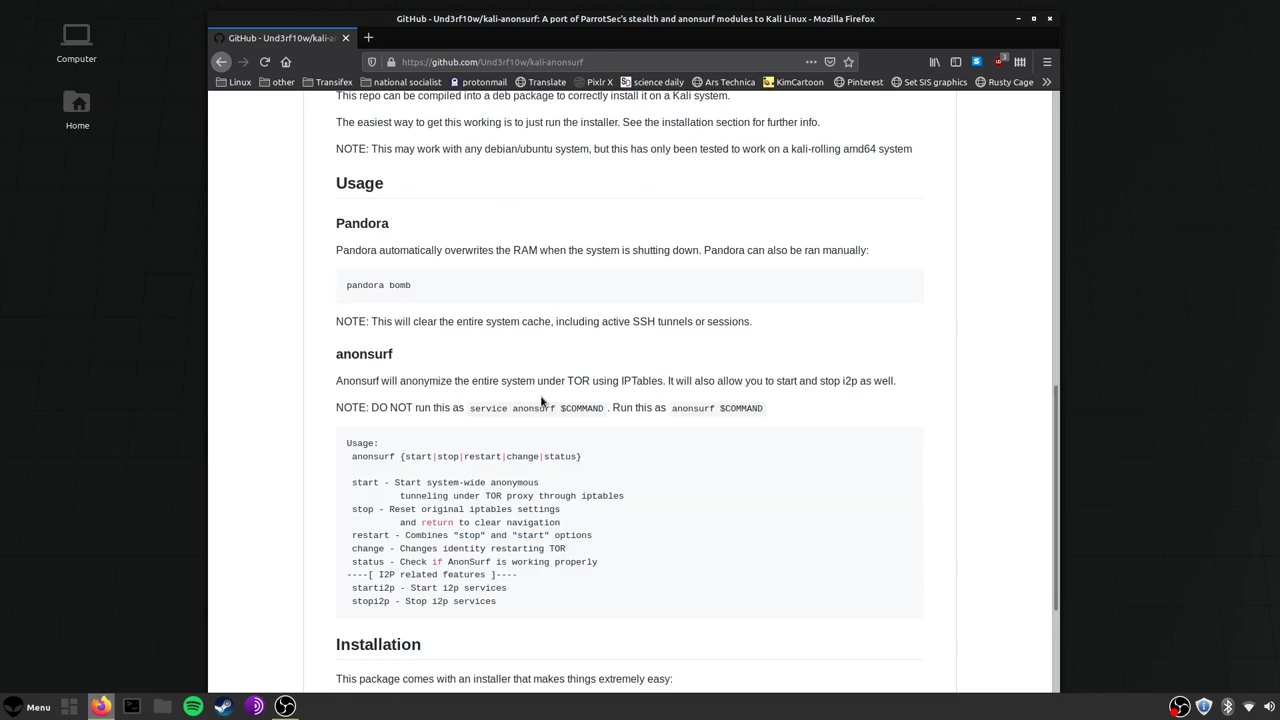 GitHub - Und3rf10w/kali-anonsurf: A port of ParrotSec's stealth and anonsurf modules to Kali Linux - Mozilla Firefox
GitHub - Und3rf10w/kali-an
https://github.com/Und3rf10w/kali-anonsurf
Linux other Transifex national socialist protonmail Translate Pixlr X science daily Ars Technica KimCartoon Pinterest Set SIS graphics Rusty Cage
Computer
Home
This repo can be compiled into a deb package to correctly install it on a Kali system.
The easiest way to get this working is to just run the installer. See the installation section for further info.
NOTE: This may work with any debian/ubuntu system, but this has only been tested to work on a kali-rolling amd64 system
Usage
Pandora
Pandora automatically overwrites the RAM when the system is shutting down. Pandora can also be ran manually:
pandora bomb
NOTE: This will clear the entire system cache, including active SSH tunnels or sessions.
anonsurf
Anonsurf will anonymize the entire system under TOR using IPTables. It will also allow you to start and stop i2p as well.
NOTE: DO NOT run this as service anonsurf $COMMAND . Run this as anonsurf $COMMAND
Usage:
anonsurf {start|stop|restart|change|status}
start - Start system-wide anonymous
tunneling under TOR proxy through iptables
stop - Reset original iptables settings
and return to clear navigation
restart - Combines "stop" and "start" options
change - Changes identity restarting TOR
status - Check if AnonSurf is working properly
----[ I2P related features ]----
starti2p - Start i2p services
stopi2p - Stop i2p services
Installation
This package comes with an installer that makes things extremely easy:
Menu